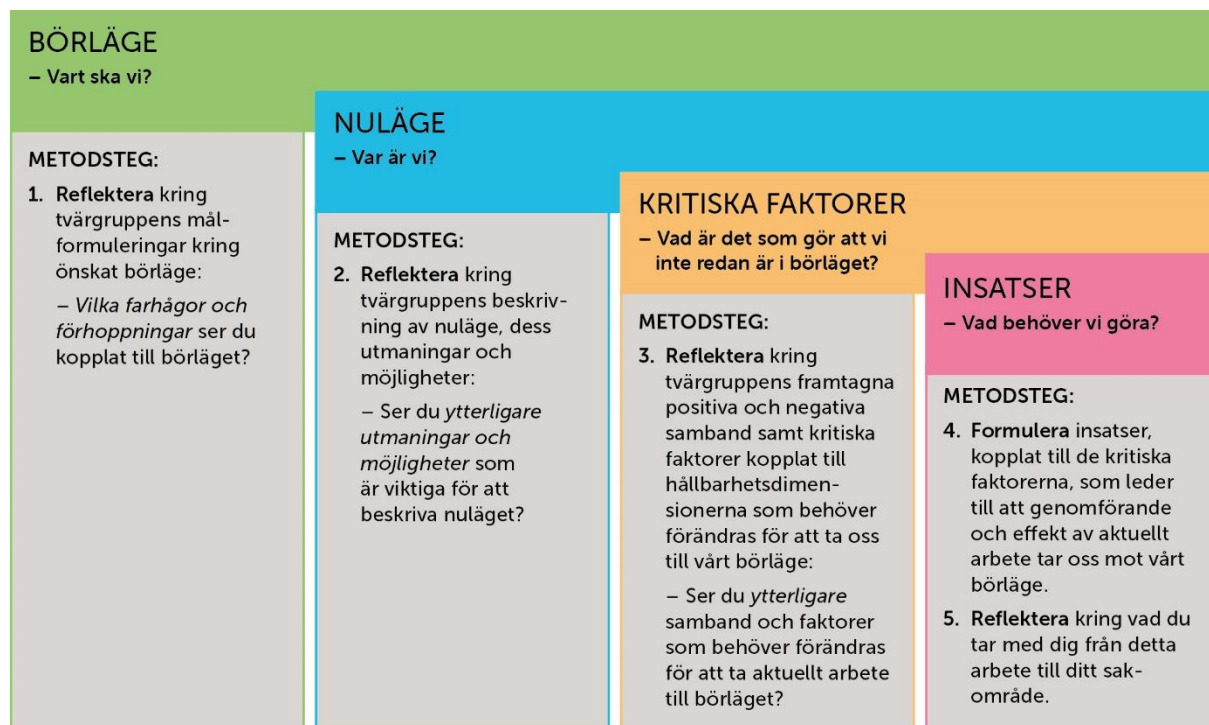 BÖRLÄGE
– Vart ska vi?
METODSTEG:
1. Reflektera kring
tvärgruppens mål-
formuleringar kring
önskat börläge:
– Vilka farhågor och
förhoppningar ser du
kopplat till börläget?
NULÄGE
– Var är vi?
METODSTEG:
2. Reflektera kring
tvärgruppens beskriv-
ning av nuläge, dess
utmaningar och
möjligheter:
– Ser du ytterligare
utmaningar och
möjligheter som
är viktiga för att
beskriva nuläget?
KRITISKA FAKTORER
– Vad är det som gör att vi
inte redan är i börläget?
METODSTEG:
3. Reflektera kring
tvärgruppens framtagna
positiva och negativa
samband samt kritiska
faktorer kopplat till
hållbarhetsdimen-
sionerna som behöver
förändras för att ta oss
till vårt börläge:
– Ser du ytterligare
samband och faktorer
som behöver förändras
för att ta aktuellt arbete
till börläget?
INSATSER
– Vad behöver vi göra?
METODSTEG:
4. Formulera insatser,
kopplat till de kritiska
faktorerna, som leder
till att genomförande
och effekt av aktuellt
arbete tar oss mot vårt
börläge.
5. Reflektera kring vad du
tar med dig från detta
arbete till ditt sak-
område.